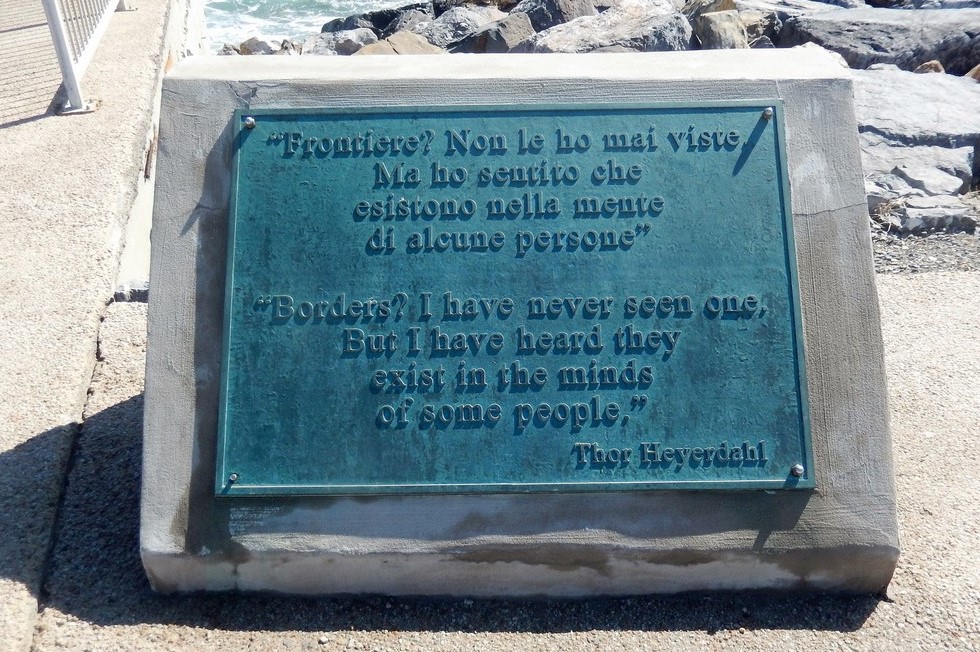 “Frontiere? Non le ho mai viste.
Ma ho sentito che
esistono nella mente
di alcune persone”
“Borders? I have never seen one.
But I have heard they
exist in the minds
of some people.”
Thor Heyerdahl